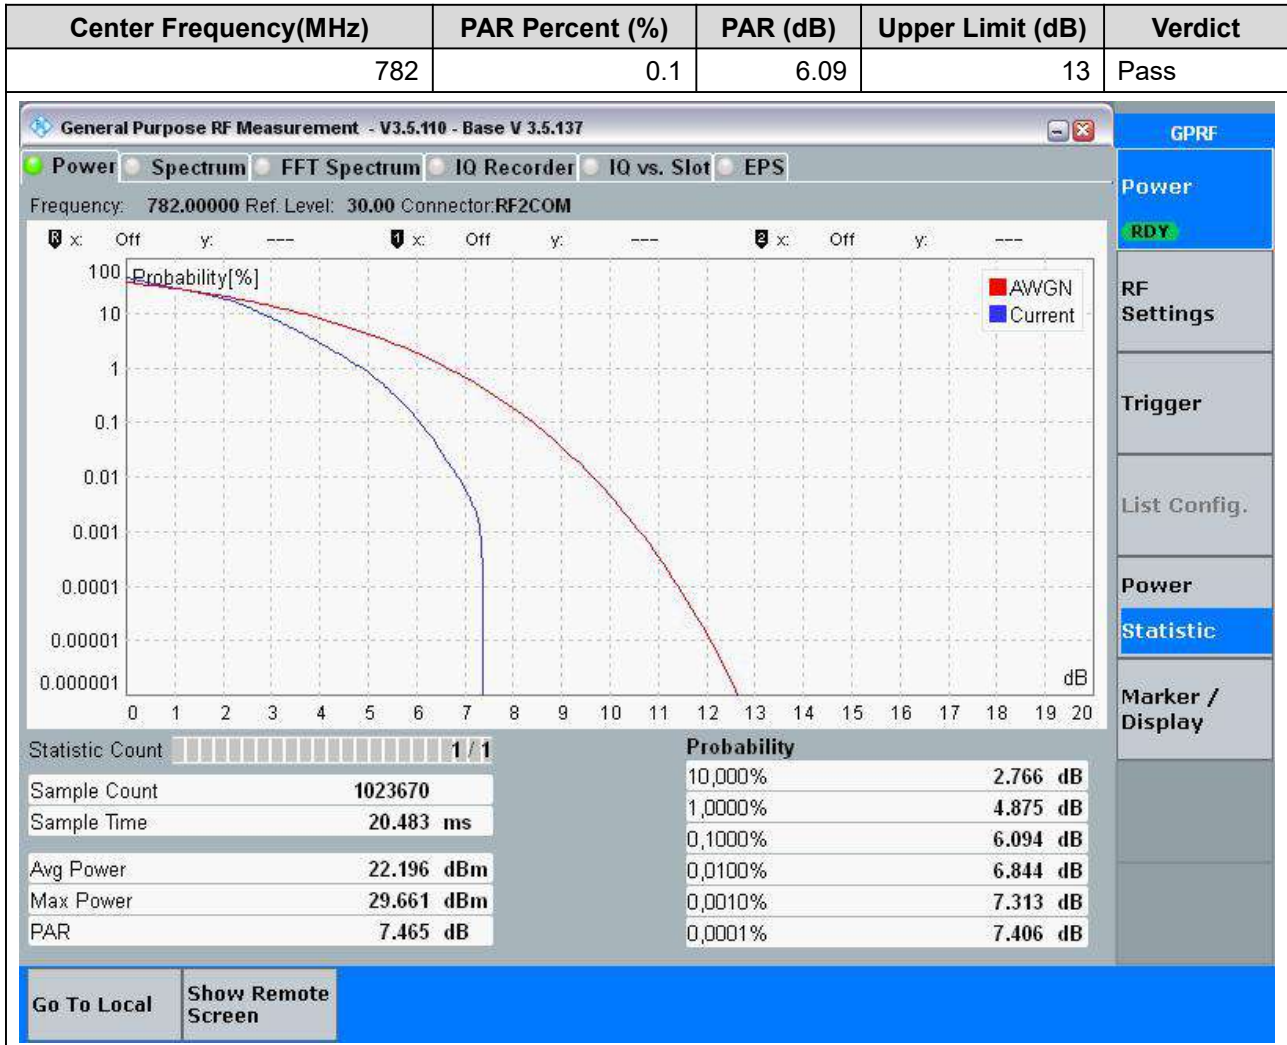 Center Frequency(MHz) PAR Percent (%) PAR (dB) Upper Limit (dB) Verdict
782 0.1 6.09 13 Pass
General Purpose RF Measurement - V3.5.110 - Base V 3.5.137
GPRF
Power Spectrum FFT Spectrum IQ Recorder IQ vs. Slot EPS
Power
RDY
Frequency: 782.00000 Ref. Level: 30.00 Connector:RF2COM
R x: Off y: --- 1 x: Off y: --- 2 x: Off y: ---
Probability[%]
AWGN
Current
100
10
1
0.1
0.01
0.001
0.0001
0.00001
0.000001
dB
0 1 2 3 4 5 6 7 8 9 10 11 12 13 14 15 16 17 18 19 20
RF
Settings
Trigger
List Config.
Power
Statistic
Marker /
Display
Statistic Count 1 / 1
Sample Count 1023670
Sample Time 20.483 ms
Avg Power 22.196 dBm
Max Power 29.661 dBm
PAR 7.465 dB
Probability
10,000% 2.766 dB
1,0000% 4.875 dB
0,1000% 6.094 dB
0,0100% 6.844 dB
0,0010% 7.313 dB
0,0001% 7.406 dB
Go To Local
Show Remote
Screen